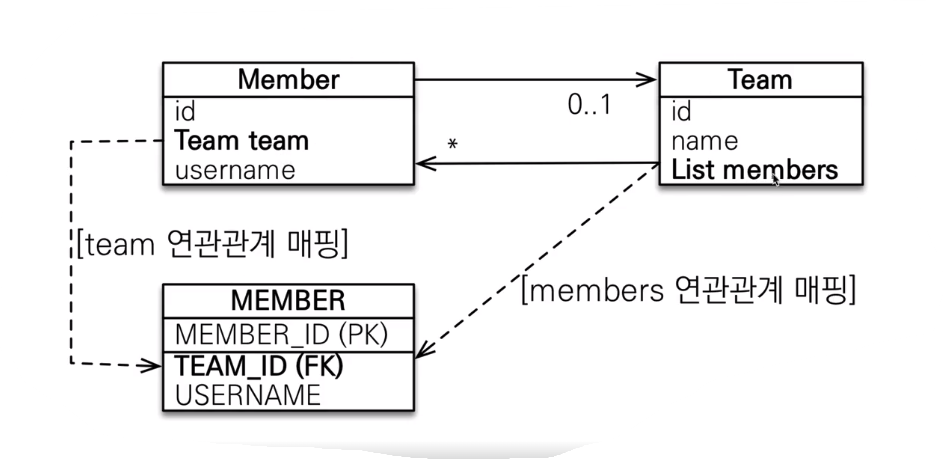 Member
id
Team team
username
0..1
*
Team
id
name
List members
[team 연관관계 매핑]
[members 연관관계 매핑]
MEMBER
MEMBER_ID (PK)
TEAM_ID (FK)
USERNAME